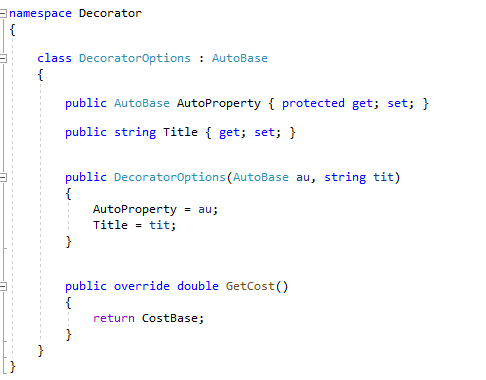 namespace Decorator
{
class DecoratorOptions : AutoBase
{
public AutoBase AutoProperty { protected get; set; }
public string Title { get; set; }
public DecoratorOptions(AutoBase au, string tit)
{
AutoProperty = au;
Title = tit;
}
public override double GetCost()
{
return CostBase;
}
}
}